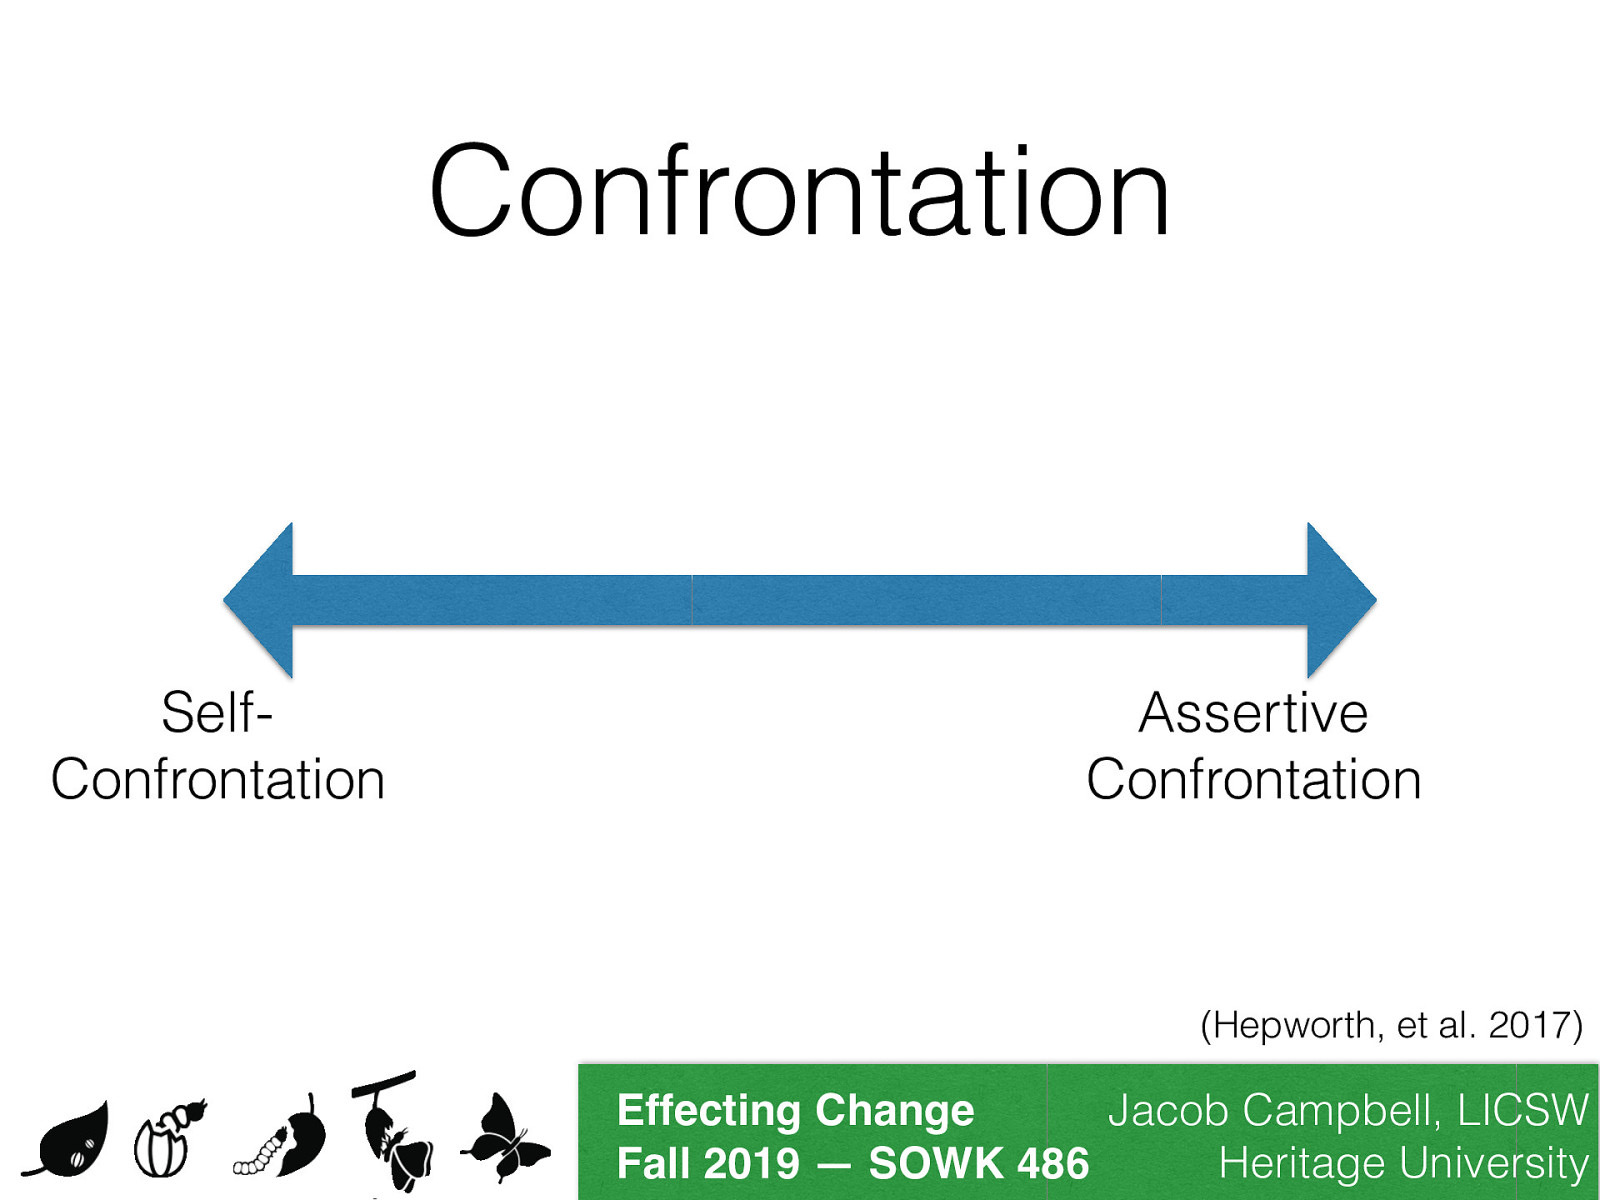 Confrontation
Self-
Confrontation
Assertive
Confrontation
(Hepworth, et al. 2017)
Effecting Change
Fall 2019 — SOWK 486
Jacob Campbell, LICSW
Heritage University